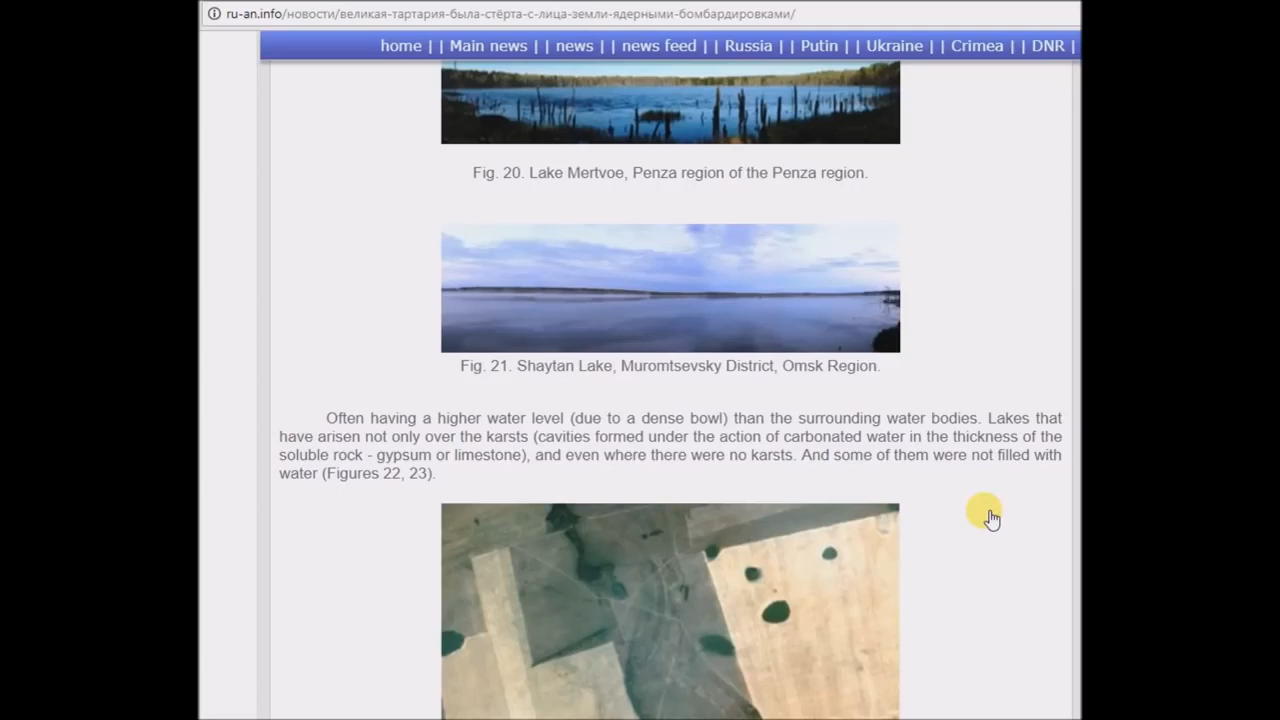 ru-an.info/новости/великая-тартария-была-стёрта-с-лица-земли-ядерными-бомбардировками/
home | | Main news | | news | | news feed | | Russia | | Putin | | Ukraine | | Crimea | | DNR |
Fig. 20. Lake Mertvoe, Penza region of the Penza region.
Fig. 21. Shaytan Lake, Muromtsevsky District, Omsk Region.
Often having a higher water level (due to a dense bowl) than the surrounding water bodies. Lakes that
have arisen not only over the karsts (cavities formed under the action of carbonated water in the thickness of the
soluble rock - gypsum or limestone), and even where there were no karsts. And some of them were not filled with
water (Figures 22, 23).